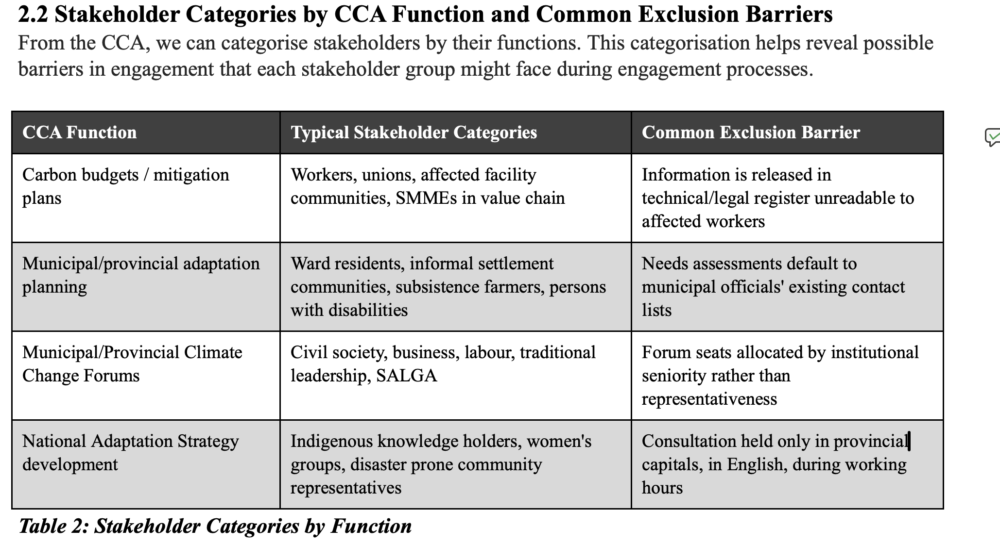 2.2 Stakeholder Categories by CCA Function and Common Exclusion Barriers
From the CCA, we can categorise stakeholders by their functions. This categorisation helps reveal possible
barriers in engagement that each stakeholder group might face during engagement processes.
CCA Function
Typical Stakeholder Categories
Common Exclusion Barrier
Carbon budgets / mitigation
plans
Workers, unions, affected facility
communities, SMMEs in value chain
Information is released in
technical/legal register unreadable to
affected workers
Municipal/provincial adaptation
planning
Ward residents, informal settlement
communities, subsistence farmers, persons
with disabilities
Needs assessments default to
municipal officials' existing contact
lists
Municipal/Provincial Climate
Change Forums
Civil society, business, labour, traditional
leadership, SALGA
Forum seats allocated by institutional
seniority rather than
representativeness
National Adaptation Strategy
development
Indigenous knowledge holders, women's
groups, disaster prone community
representatives
Consultation held only in provincial
capitals, in English, during working
hours
Table 2: Stakeholder Categories by Function